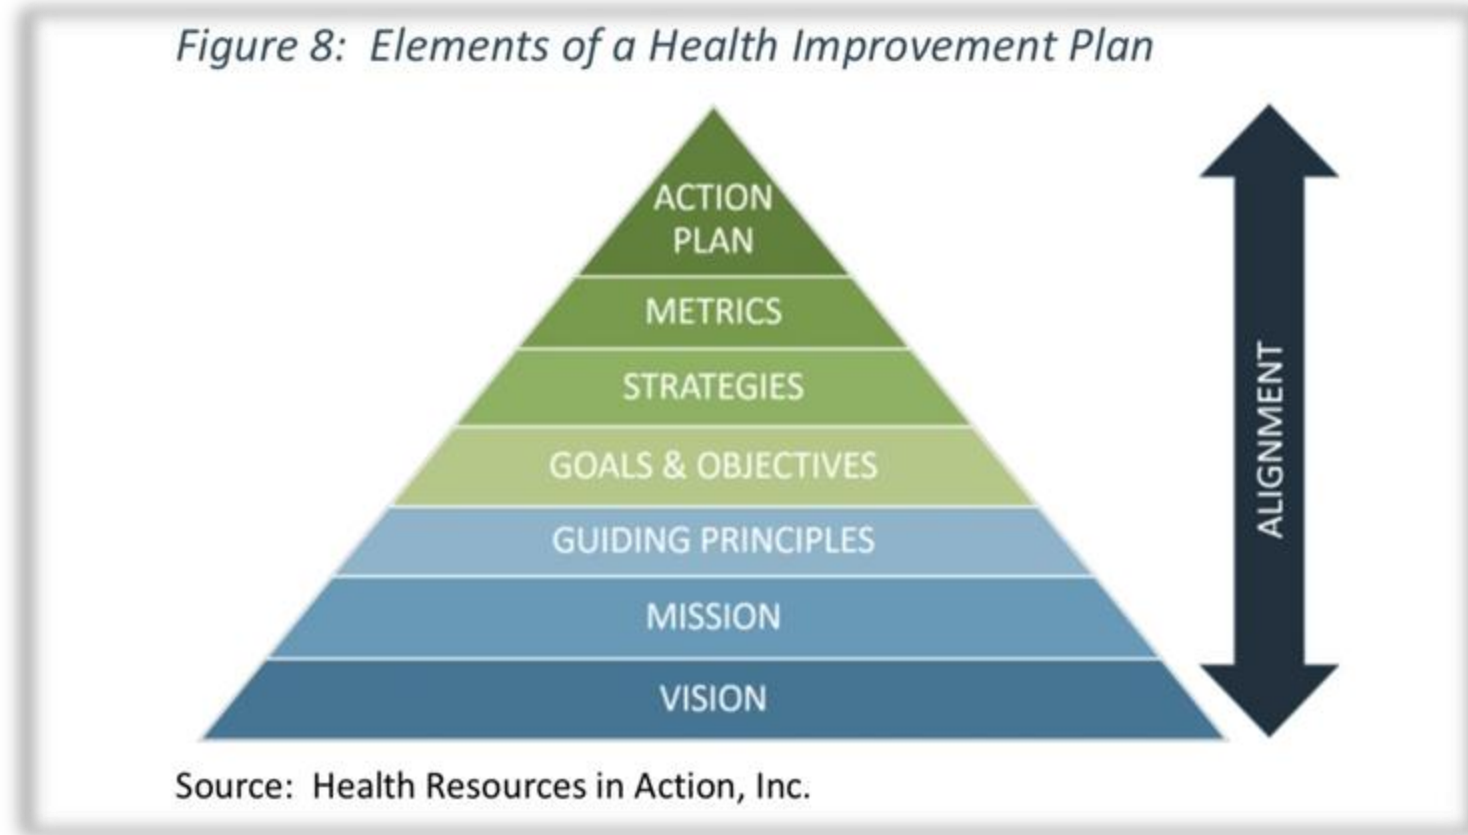 Figure 8:  Elements of a Health Improvement Plan
ACTION
PLAN
METRICS
STRATEGIES
GOALS & OBJECTIVES
GUIDING PRINCIPLES
MISSION
VISION
ALIGNMENT
Source:  Health Resources in Action, Inc.